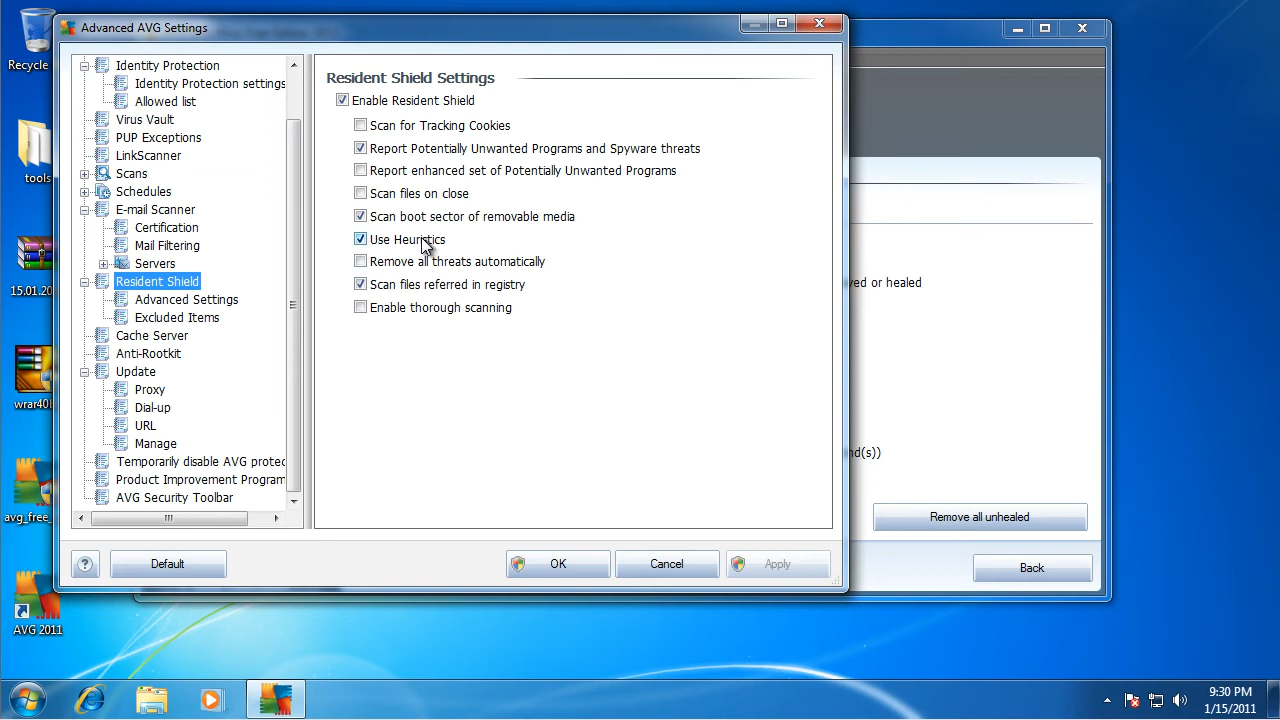 Advanced AVG Settings
Identity Protection
Identity Protection settings
Allowed list
Virus Vault
PUP Exceptions
LinkScanner
Scans
Schedules
E-mail Scanner
Certification
Mail Filtering
Servers
Resident Shield
Advanced Settings
Excluded Items
Cache Server
Anti-Rootkit
Update
Proxy
Dial-up
URL
Manage
Temporarily disable AVG protec
Product Improvement Program
AVG Security Toolbar
Resident Shield Settings
Enable Resident Shield
Scan for Tracking Cookies
Report Potentially Unwanted Programs and Spyware threats
Report enhanced set of Potentially Unwanted Programs
Scan files on close
Scan boot sector of removable media
Use Heuristics
Remove all threats automatically
Scan files referred in registry
Enable thorough scanning
Default
OK
Cancel
Apply
ved or healed
nd(s))
Remove all unhealed
Back
Recycle
tools
15.01.20
wrar40
avg_free_
AVG 2011
9:30 PM
1/15/2011